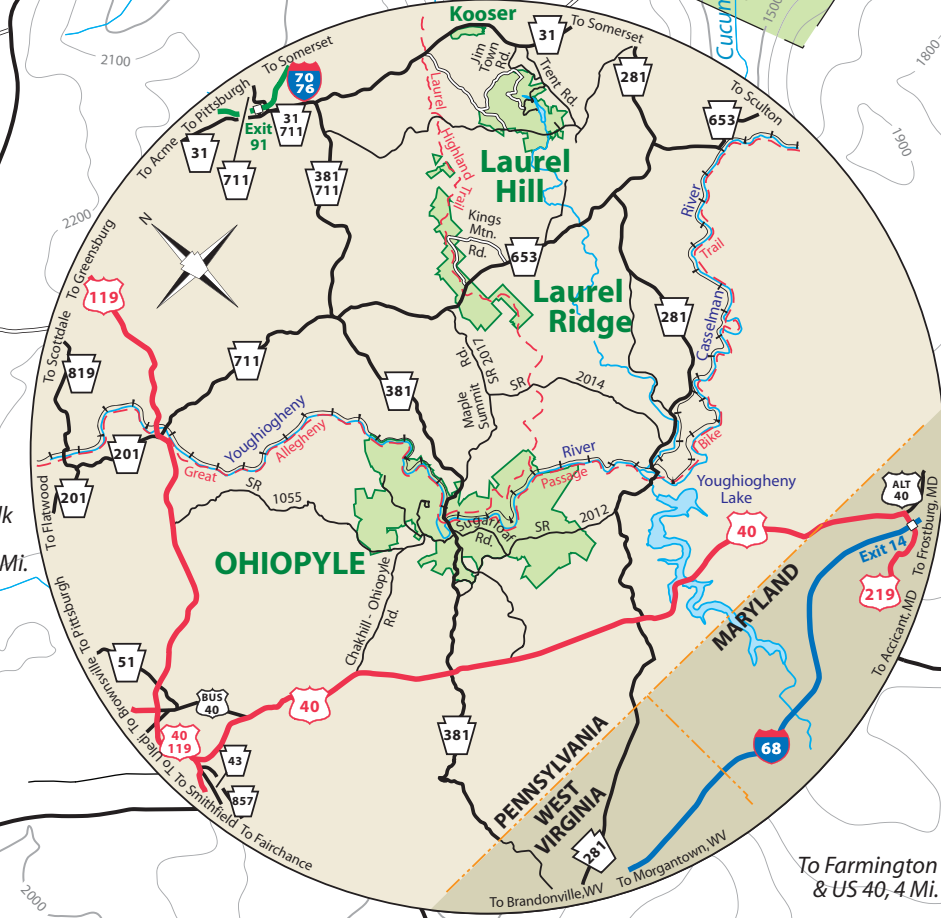 Kooser
To Somerset
31
Jim
Town
Rd.
Trent Rd.
Cucun
1500
1800
2100
To Somerset
70
76
To Pittsburgh
Exit
91
31
711
To Acme
31
711
381
711
281
To Sculton
653
1900
Laurel
Highland
Trail
Laurel
Hill
Kings
Mtn.
Rd.
653
River
Trail
Casselman
2200
N
To Greensburg
119
To Scottdale
819
711
381
Laurel
Ridge
281
Maple
Summit
Rd.
SR 2017
SR
2014
Youghiogheny
Allegheny
Great
SR
1055
201
201
To Flatwood
River
Passage
Bike
Youghiogheny
Lake
SR
2012
Sugarloaf
Rd.
OHIOPYLE
Chakhill - Ohiopyle
Rd.
lk
Mi.
40
ALT
40
Exit 14
To Frostburg, MD
219
To Accicant, MD
MARYLAND
To Pittsburgh
51
To Brownsville
BUS
40
40
119
To Uledi
43
857
To Smithfield
To Fairchance
40
381
68
PENNSYLVANIA
WEST
VIRGINIA
281
To Morgantown, WV
To Brandonville, WV
2000
To Farmington
& US 40, 4 Mi.